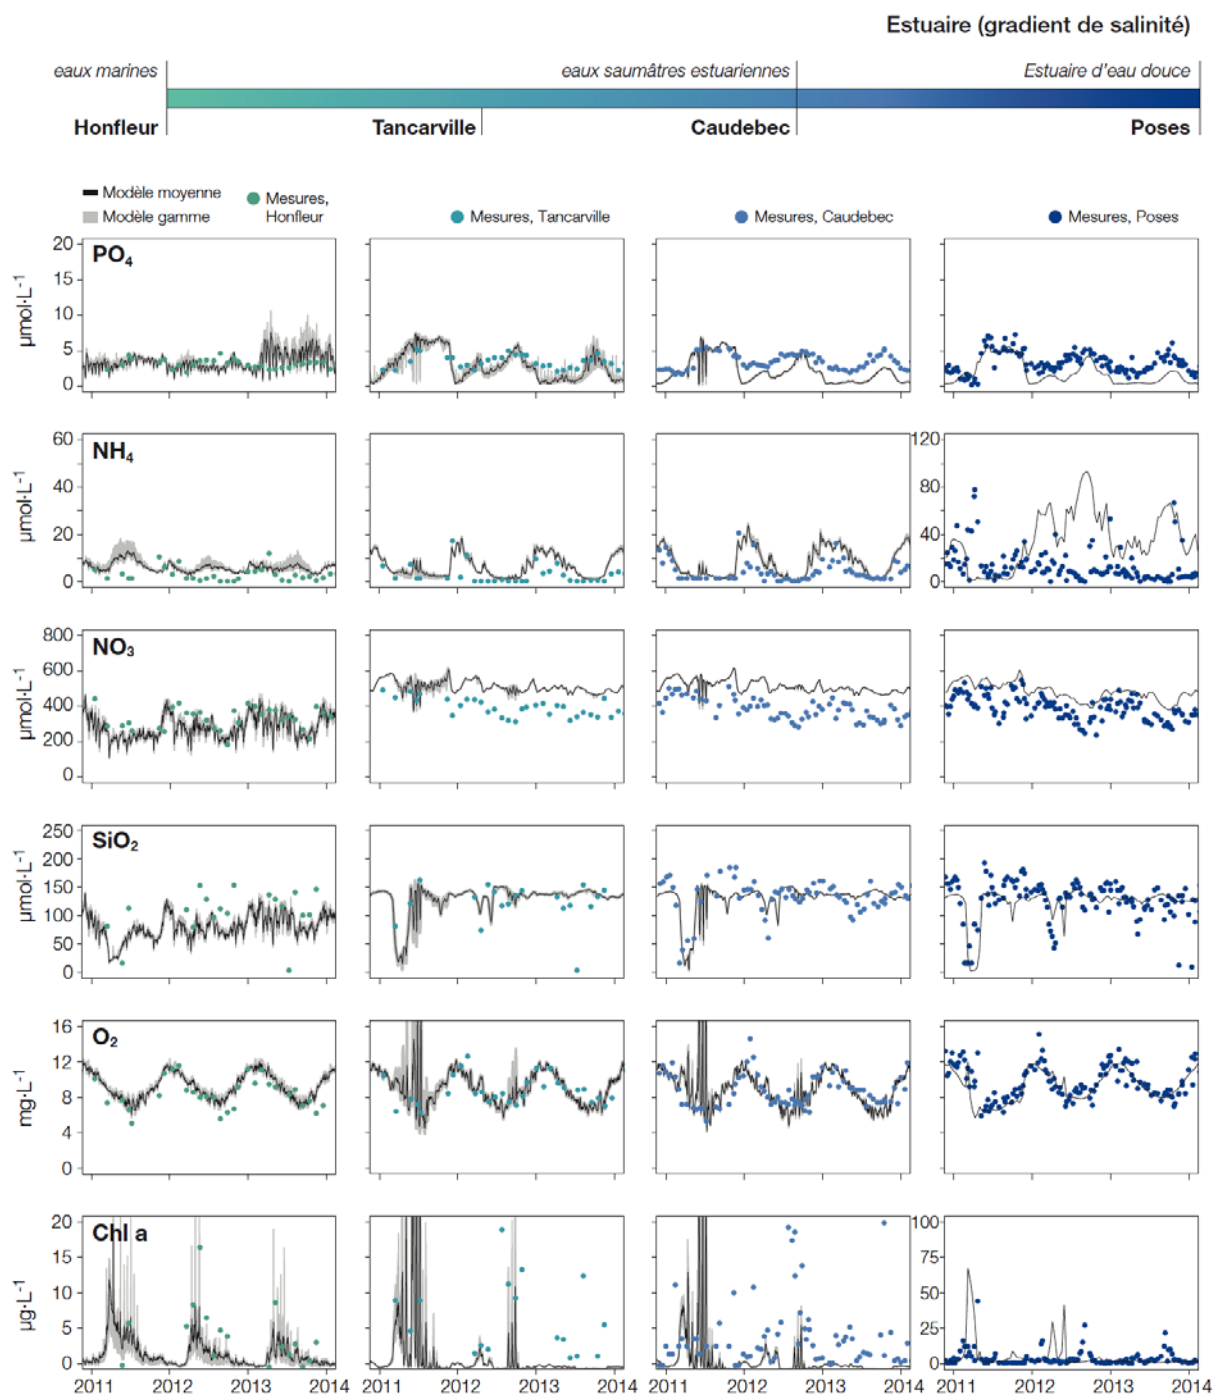 Estuaire (gradient de salinité)
eaux marines eaux saumâtres estuariennes Estuaire d'eau douce
Honfleur Tancarville Caudebec Poses
Modèle moyenne
Modèle gamme
Mesures,
Honfleur
Mesures, Tancarville
Mesures, Caudebec
Mesures, Poses
PO₄
µmol·L⁻¹
20
15
10
5
0
NH₄
µmol·L⁻¹
60
40
20
0
120
80
40
0
NO₃
µmol·L⁻¹
800
600
400
200
0
SiO₂
µmol·L⁻¹
250
200
150
100
50
0
O₂
mg·L⁻¹
16
12
8
4
0
Chl a
µg·L⁻¹
20
15
10
5
0
100
75
50
25
0
2011 2012 2013 2014 2011 2012 2013 2014 2011 2012 2013 2014 2011 2012 2013 2014